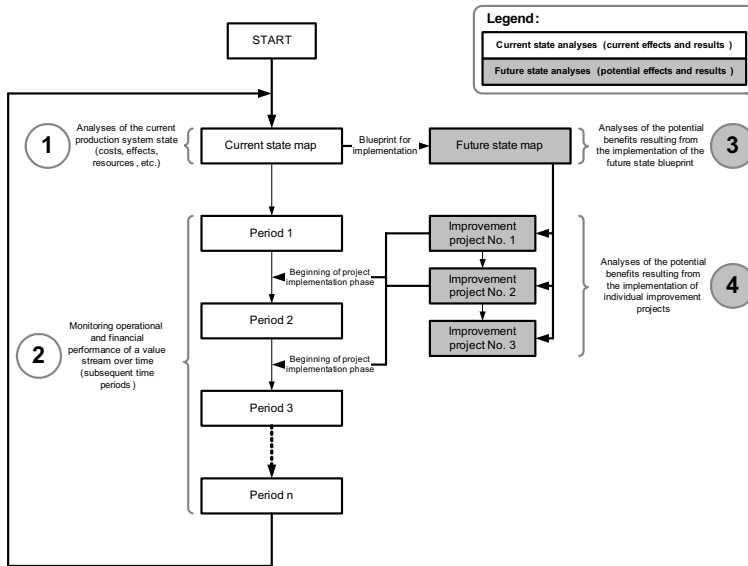 Legend:
Current state analyses (current effects and results)
Future state analyses (potential effects and results)
START
1
Analyses of the current
production system state
(costs, effects,
resources, etc.)
Current state map
Blueprint for
implementation
Future state map
Analyses of the potential
benefits resulting from
the implementation of the
future state blueprint
3
Period 1
Improvement
project No. 1
Beginning of project
implementation phase
Improvement
project No. 2
Analyses of the potential
benefits resulting from
the implementation of
individual improvement
projects
4
2
Monitoring operational
and financial
performance of a value
stream over time
(subsequent time
periods)
Period 2
Improvement
project No. 3
Beginning of project
implementation phase
Period 3
Period n